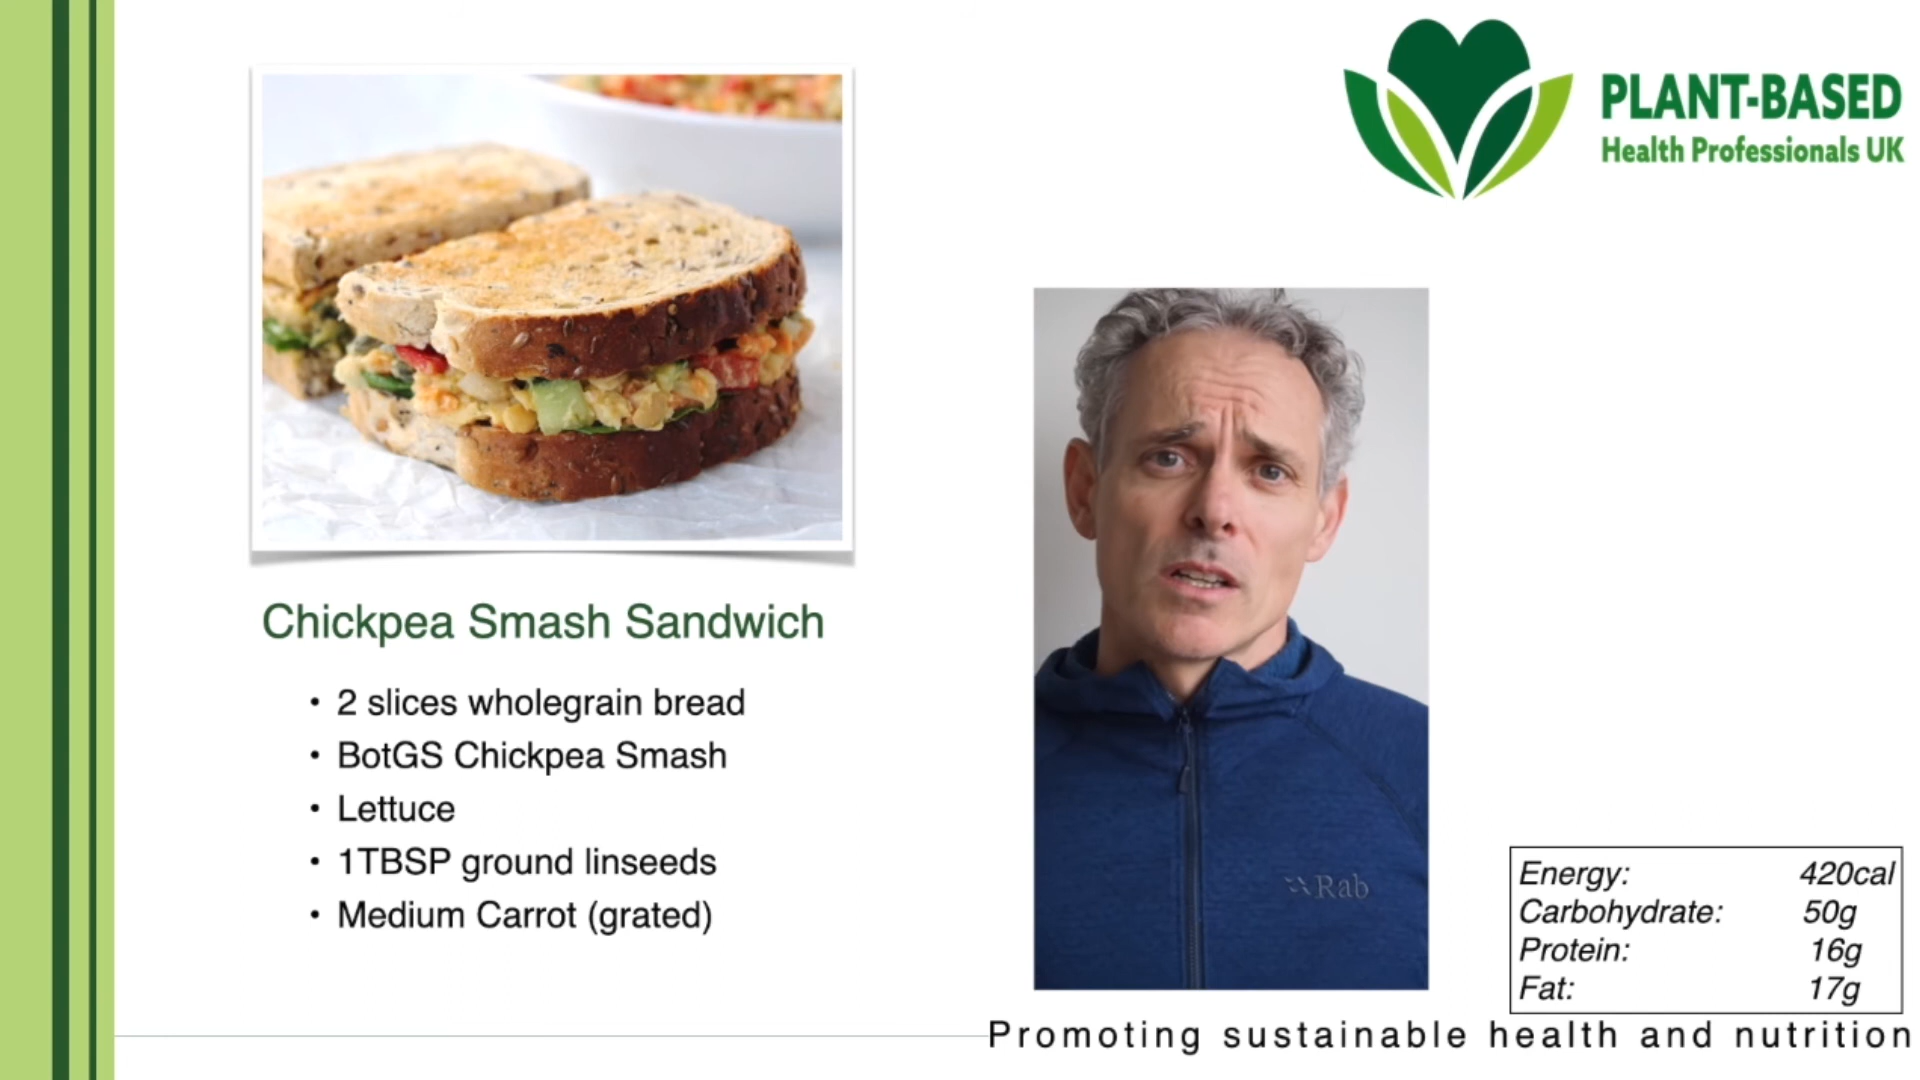 PLANT-BASED
Health Professionals UK
Chickpea Smash Sandwich
• 2 slices wholegrain bread
• BotGS Chickpea Smash
• Lettuce
• 1TBSP ground linseeds
• Medium Carrot (grated)
Rab
Energy: 420cal
Carbohydrate: 50g
Protein: 16g
Fat: 17g
Promoting sustainable health and nutrition